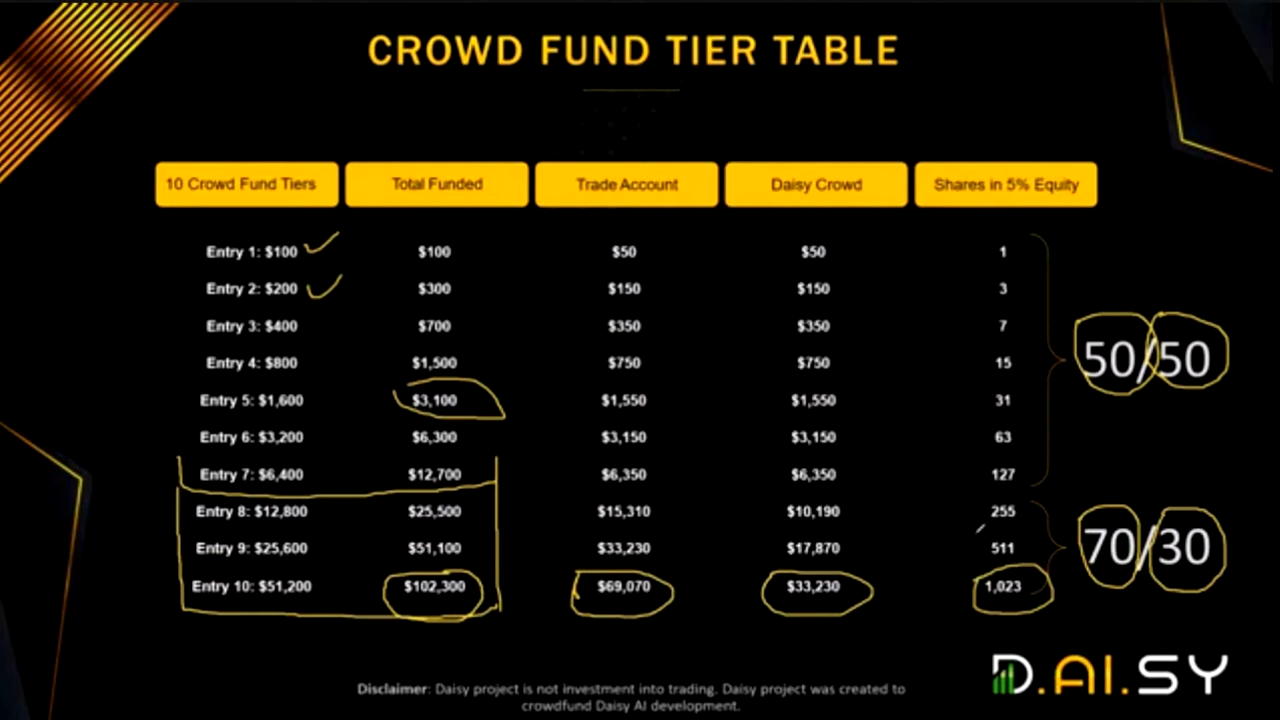 CROWD FUND TIER TABLE
10 Crowd Fund Tiers Total Funded Trade Account Daisy Crowd Shares in 5% Equity
Entry 1: $100 $100 $50 $50 1
Entry 2: $200 $300 $150 $150 3
Entry 3: $400 $700 $350 $350 7
Entry 4: $800 $1,500 $750 $750 15
Entry 5: $1,600 $3,100 $1,550 $1,550 31
Entry 6: $3,200 $6,300 $3,150 $3,150 63
Entry 7: $6,400 $12,700 $6,350 $6,350 127
50/50
Entry 8: $12,800 $25,500 $15,310 $10,190 255
Entry 9: $25,600 $51,100 $33,230 $17,870 511
Entry 10: $51,200 $102,300 $69,070 $33,230 1,023
70/30
D.AI.SY
Disclaimer: Daisy project is not investment into trading. Daisy project was created to
crowdfund Daisy AI development.